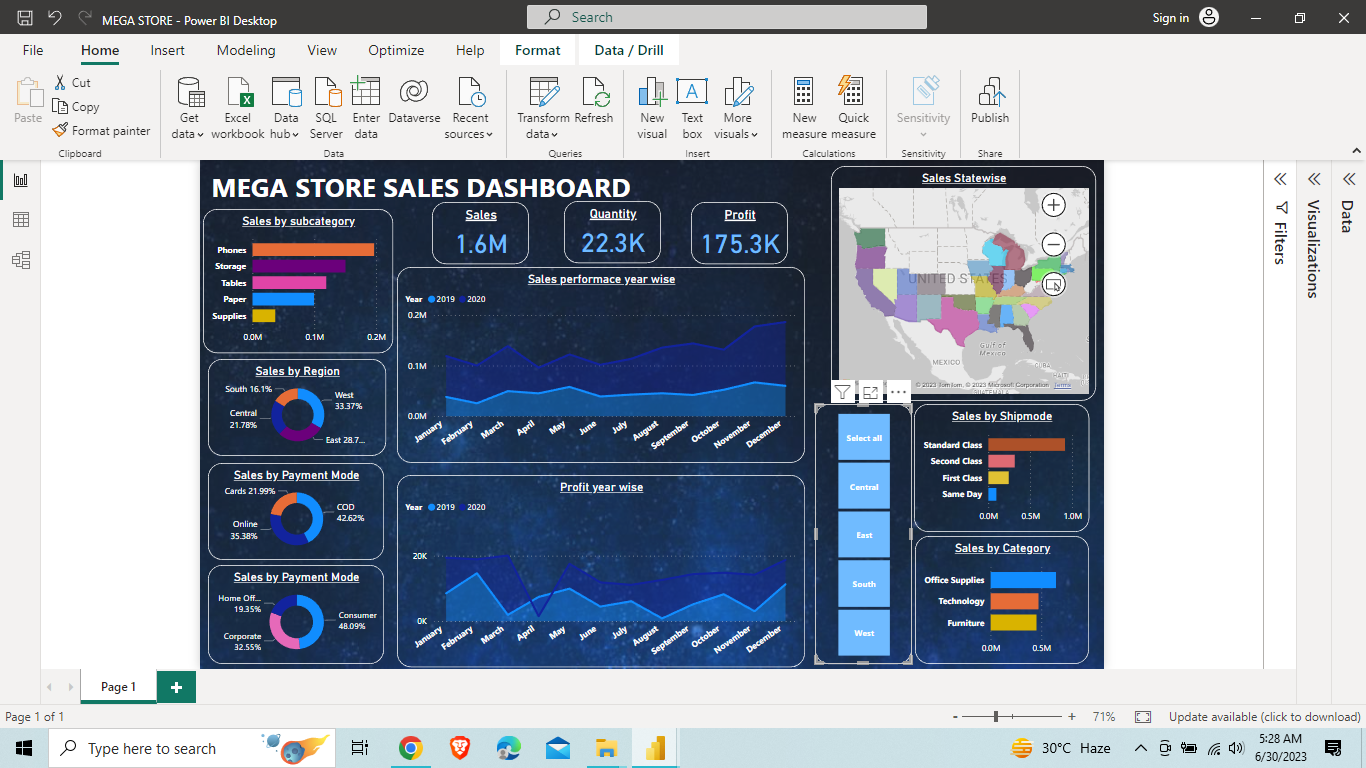 MEGA STORE - Power BI Desktop
Search
Sign in
File Home Insert Modeling View Optimize Help Format Data / Drill
Paste
Cut
Copy
Format painter
Clipboard
Get data
Excel workbook
Data hub
SQL Server
Enter data
Dataverse
Recent sources
Data
Transform data
Refresh
Queries
New visual
Text box
More visuals
Insert
New measure
Quick measure
Calculations
Sensitivity
Sensitivity
Publish
Share
MEGA STORE SALES DASHBOARD
Sales by subcategory
Phones
Storage
Tables
Paper
Supplies
0.0M 0.1M 0.2M
Sales
1.6M
Quantity
22.3K
Profit
175.3K
Sales performace year wise
Year 2019 2020
0.2M
0.1M
0.0M
January February March April May June July August September October November December
Sales Statewise
UNITED STATES
MEXICO
Gulf of
Mexico
CUBA
HAITI
GUATEMALA
© 2023 TomTom, © 2023 Microsoft Corporation Terms
Sales by Region
South 16.1%
West
33.37%
Central
21.78%
East 28.7...
Sales by Payment Mode
Cards 21.99%
COD
42.62%
Online
35.38%
Sales by Payment Mode
Home Off...
19.35%
Consumer
48.09%
Corporate
32.55%
Profit year wise
Year 2019 2020
20K
0K
January February March April May June July August September October November December
Select all
Central
East
South
West
Sales by Shipmode
Standard Class
Second Class
First Class
Same Day
0.0M 0.5M 1.0M
Sales by Category
Office Supplies
Technology
Furniture
0.0M 0.5M
Filters
Visualizations
Data
Page 1
Page 1 of 1
- + 71%
Update available (click to download)
Type here to search
30°C Haze
5:28 AM
6/30/2023